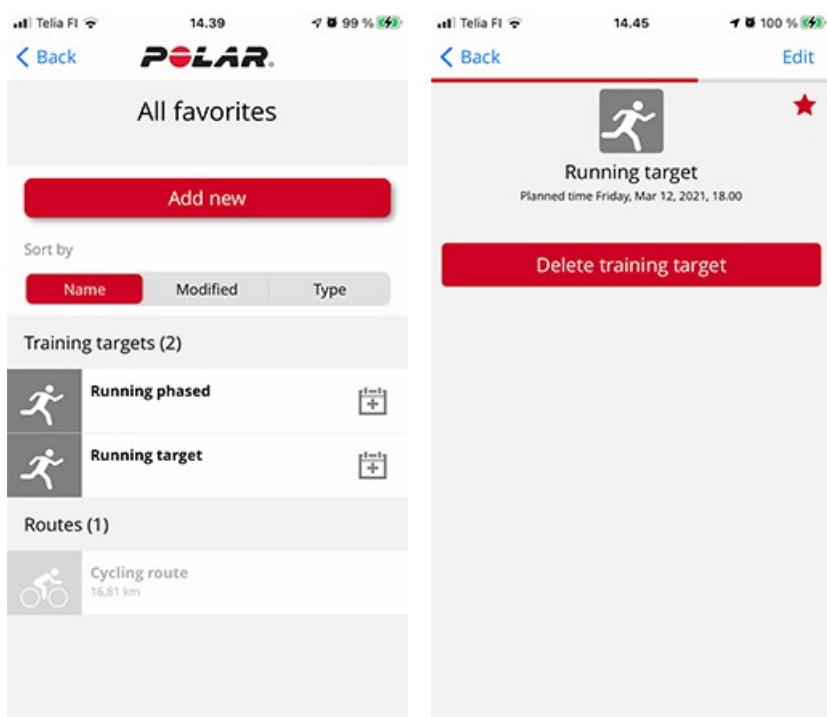 Telia FI 14.39 99 %
Back POLAR.
All favorites
Add new
Sort by
Name Modified Type
Training targets (2)
Running phased
Running target
Routes (1)
Cycling route
16,81 km
Telia FI 14.45 100 %
Back Edit
Running target
Planned time Friday, Mar 12, 2021, 18.00
Delete training target